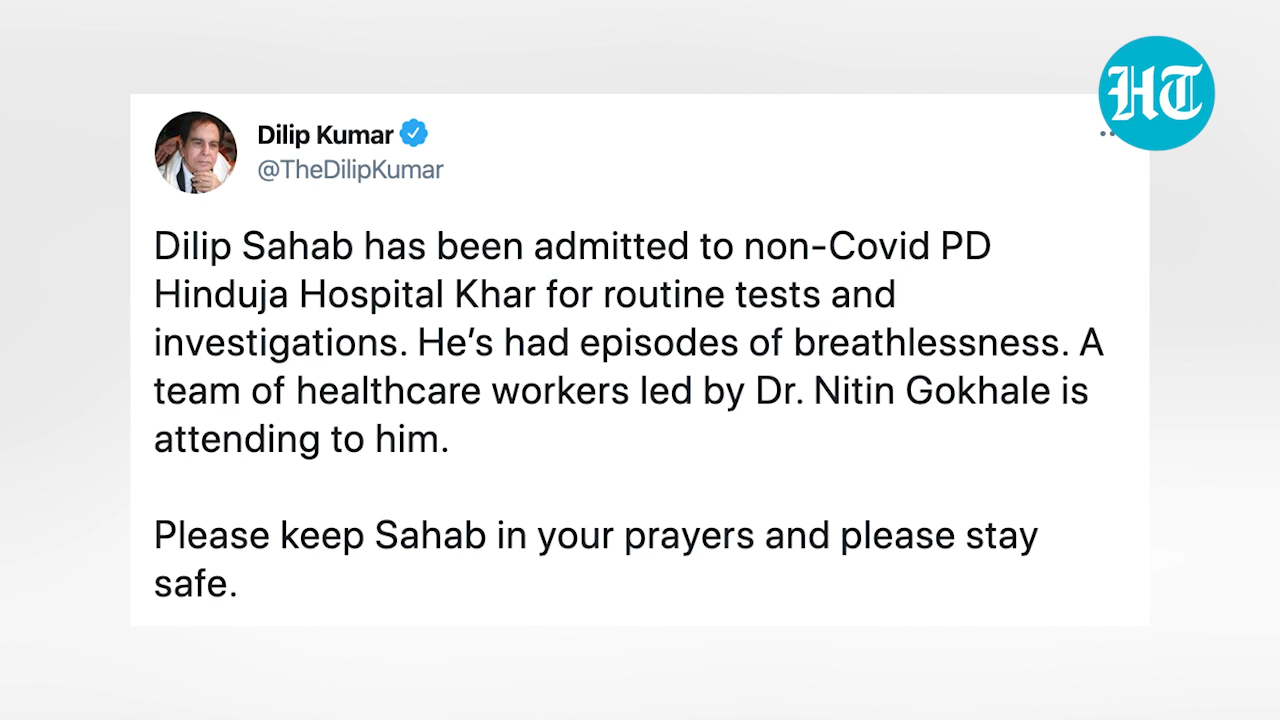 HT
Dilip Kumar
@TheDilipKumar
Dilip Sahab has been admitted to non-Covid PD
Hinduja Hospital Khar for routine tests and
investigations. He’s had episodes of breathlessness. A
team of healthcare workers led by Dr. Nitin Gokhale is
attending to him.
Please keep Sahab in your prayers and please stay
safe.